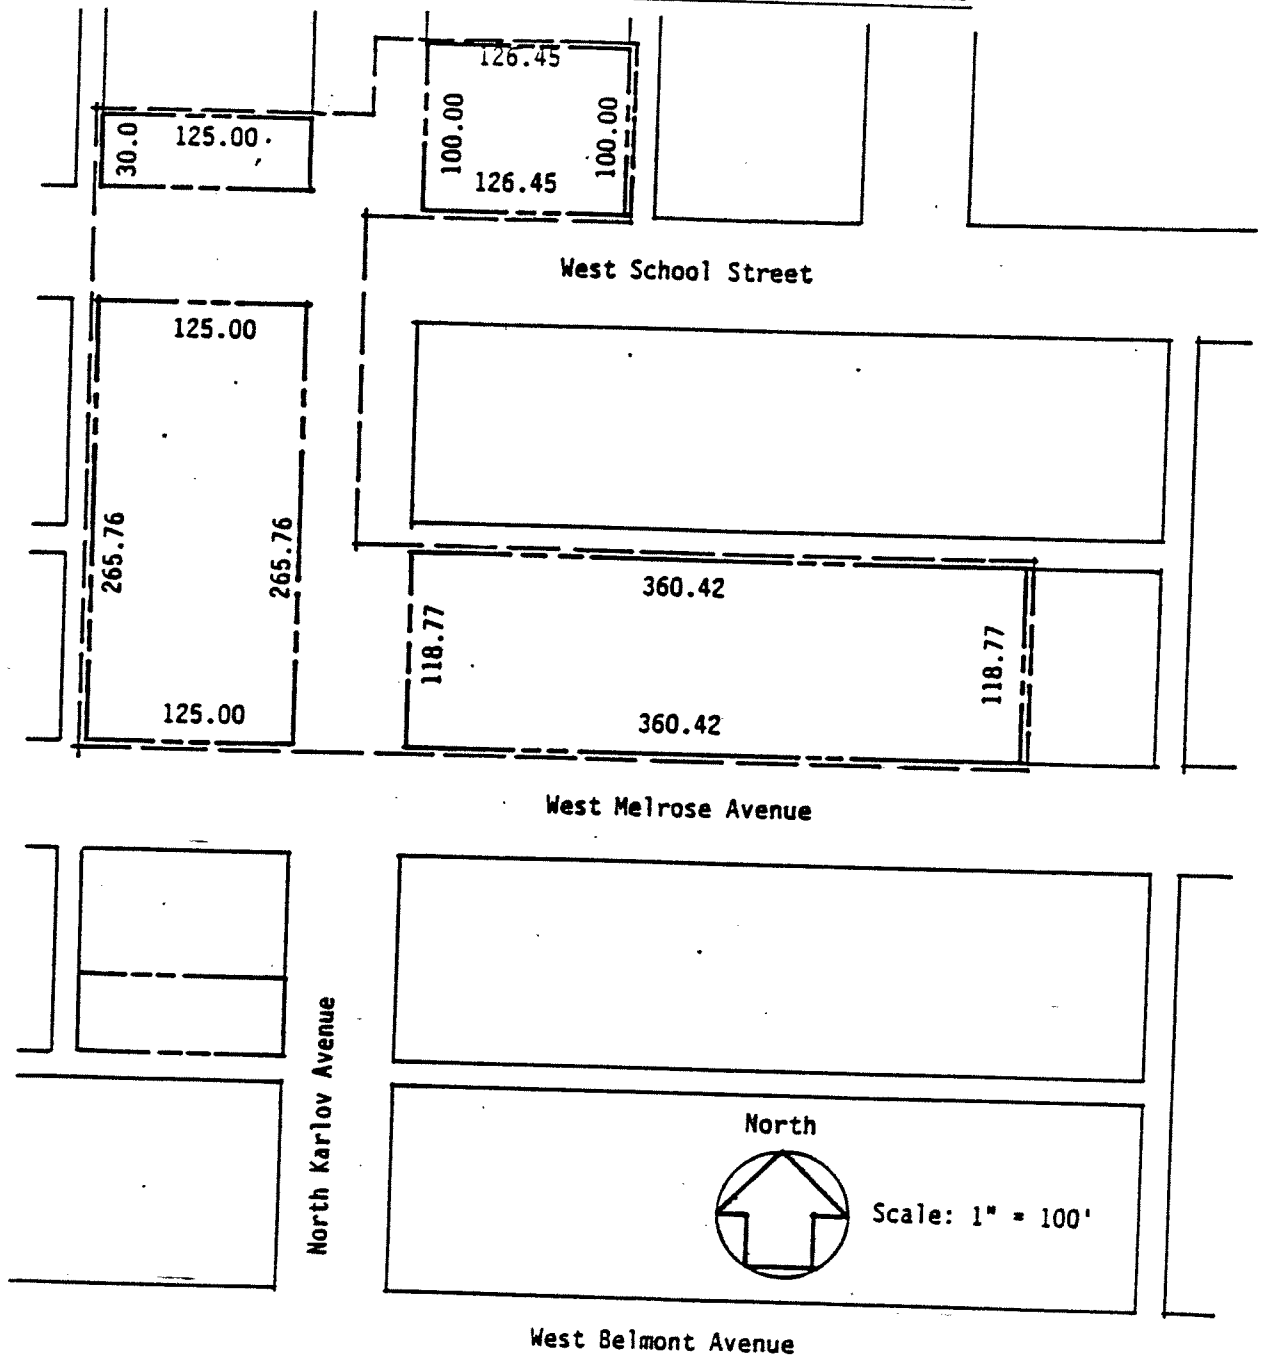 126.45
100.00
100.00
126.45
30.0
125.00
West School Street
125.00
265.76
265.76
125.00
360.42
118.77
118.77
360.42
West Melrose Avenue
North Karlov Avenue
North
Scale: 1" = 100'
West Belmont Avenue